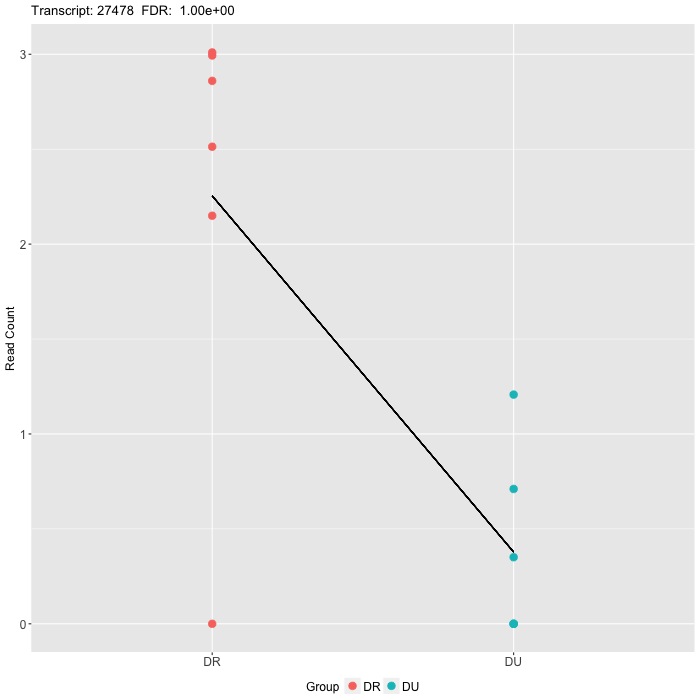 Transcript: 27478  FDR:  1.00e+00
3
2
1
0
Read Count
DR
DU
Group DR DU